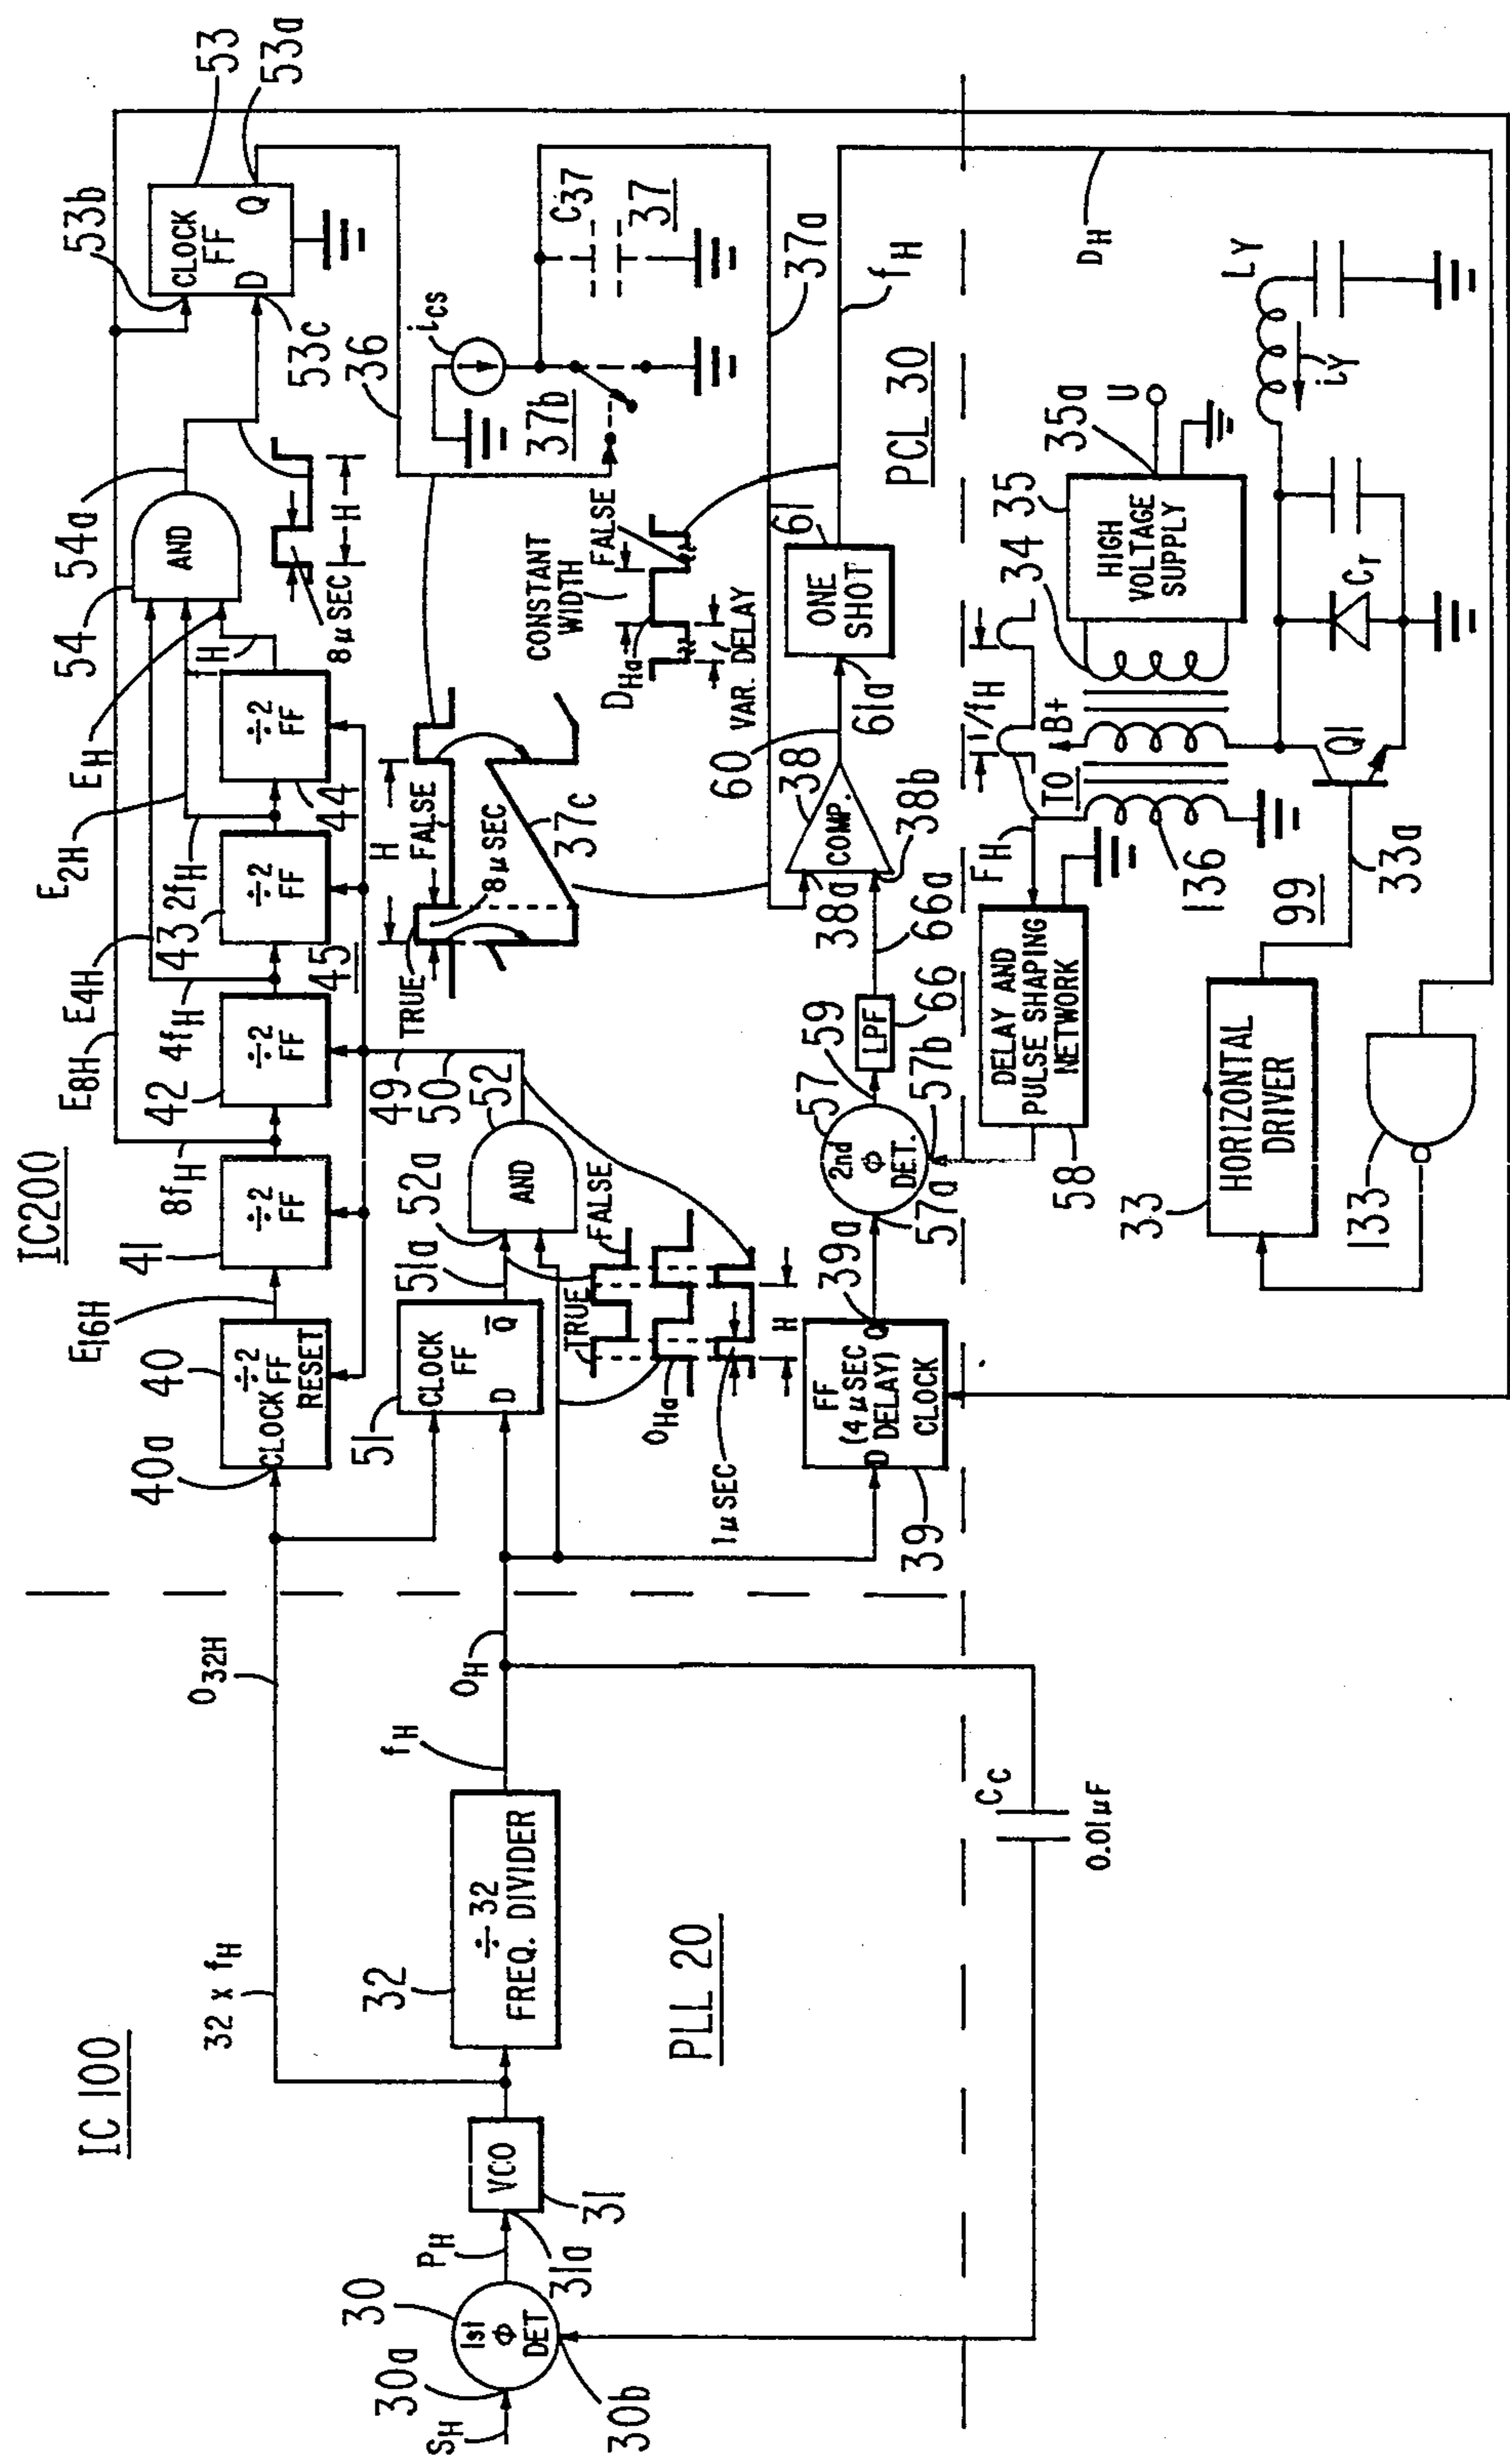 IC 100
IC200
PLL 20
PCL 30
S_H
30a
30
1st
Φ
DET
30b
P_H
31a
VCO
31
32
÷32
FREQ. DIVIDER
f_H
O_H
32 x f_H
O_32H
C_C
0.01µF
40a
40
÷2
CLOCK FF
RESET
E_16H
41
÷2
FF
8f_H
E_8H
42
÷2
FF
4f_H
E_4H
43
÷2
FF
2f_H
E_2H
44
÷2
FF
f_H
E_H
45
54
AND
54a
8µSEC
H
53b
CLOCK
FF
D
Q
53
53a
53c
36
49
50
52
AND
52a
51
CLOCK
FF
D
Q̄
51a
TRUE
FALSE
O_Ha
1µSEC
H
TRUE
FALSE
H
8µSEC
37c
i_CS
37b
C_37
37
37a
CONSTANT
WIDTH
FALSE
D_Ha
VAR. DELAY
FF
(4µSEC
DELAY)
CLOCK
D
Q
39
39a
57a
2nd
Φ
DET.
57
57b
59
LPF
66
66a
38a
38b
COMP.
38
60
61a
ONE
SHOT
61
f_H
D_H
DELAY AND
PULSE SHAPING
NETWORK
58
F_H
1/f_H
TO
B+
136
34
HIGH
VOLTAGE
SUPPLY
35
35a
U
Q1
C_r
L_Y
i_Y
99
33a
33
HORIZONTAL
DRIVER
133